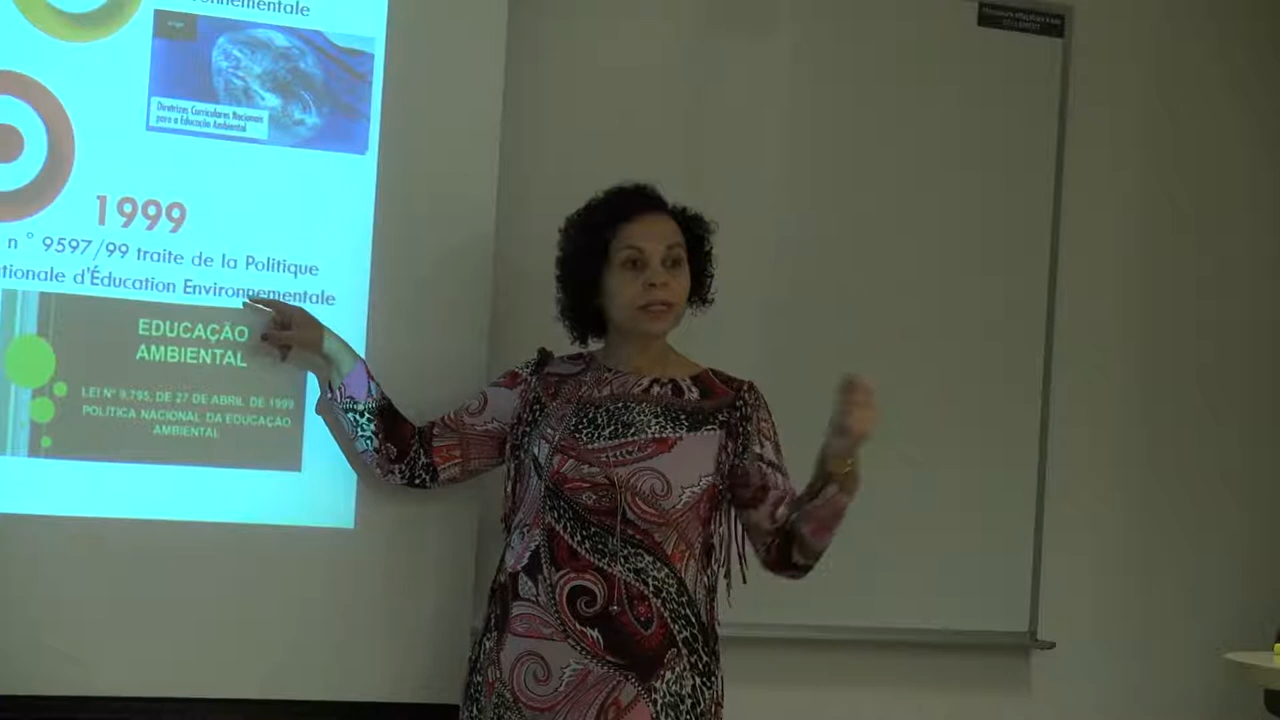 ronnementale
Diretrizes Curriculares Nacionais
para a Educação Ambiental
1999
n ° 9597/99 traite de la Politique
tionale d'Éducation Environnementale
EDUCAÇÃO
AMBIENTAL
LEI Nº 9.795, DE 27 DE ABRIL DE 1999
POLÍTICA NACIONAL DA EDUCAÇÃO
AMBIENTAL